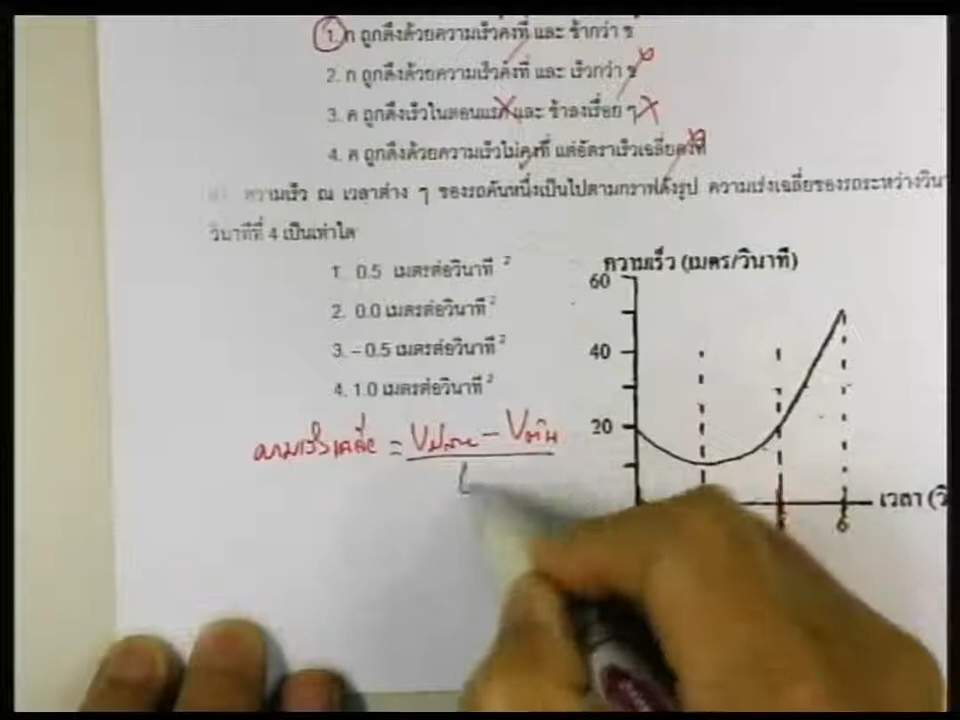 1. ก ถูกดึงด้วยความเร็วคงที่ และ ช้ากว่า ข
2. ก ถูกดึงด้วยความเร็วคงที่ และ เร็วกว่า ข
3. ค ถูกดึงเร็วในตอนแรก และ ช้าลงเรื่อย ๆ
4. ค ถูกดึงด้วยความเร็วไม่คงที่ แต่อัตราเร็วเฉลี่ยคงที่
ความเร็ว ณ เวลาต่าง ๆ ของรถคันหนึ่งเป็นไปตามกราฟดังรูป ความเร่งเฉลี่ยของรถระหว่างวินา
วินาทีที่ 4 เป็นเท่าใด
1. 0.5 เมตรต่อวินาที 2
2. 0.0 เมตรต่อวินาที 2
3. – 0.5 เมตรต่อวินาที 2
4. 1.0 เมตรต่อวินาที 2
ความเร็ว (เมตร/วินาที)
60
40
20
เวลา (วิ
6
= Vปลาย - Vต้น